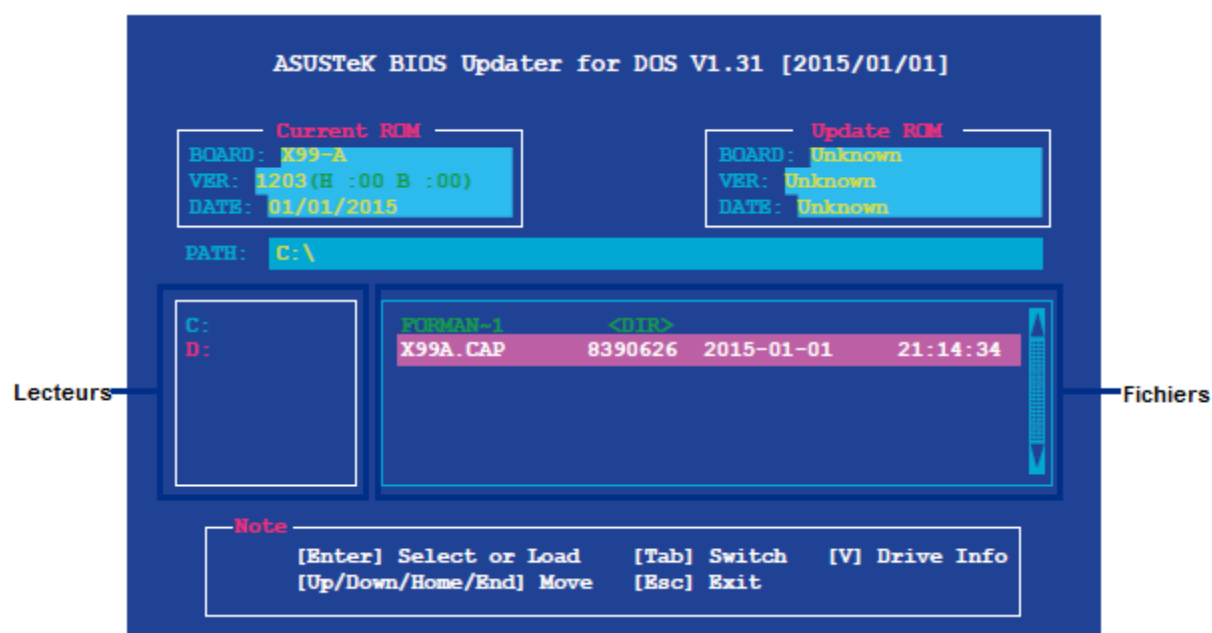 ASUSTeK BIOS Updater for DOS V1.31 [2015/01/01]
Current ROM
BOARD: X99-A
VER: 1203(H :00 B :00)
DATE: 01/01/2015
Update ROM
BOARD: Unknown
VER: Unknown
DATE: Unknown
PATH: C:\
C:
D:
FORMAN~1 <DIR>
X99A.CAP 8390626 2015-01-01 21:14:34
Lecteurs
Fichiers
Note
[Enter] Select or Load [Tab] Switch [V] Drive Info
[Up/Down/Home/End] Move [Esc] Exit